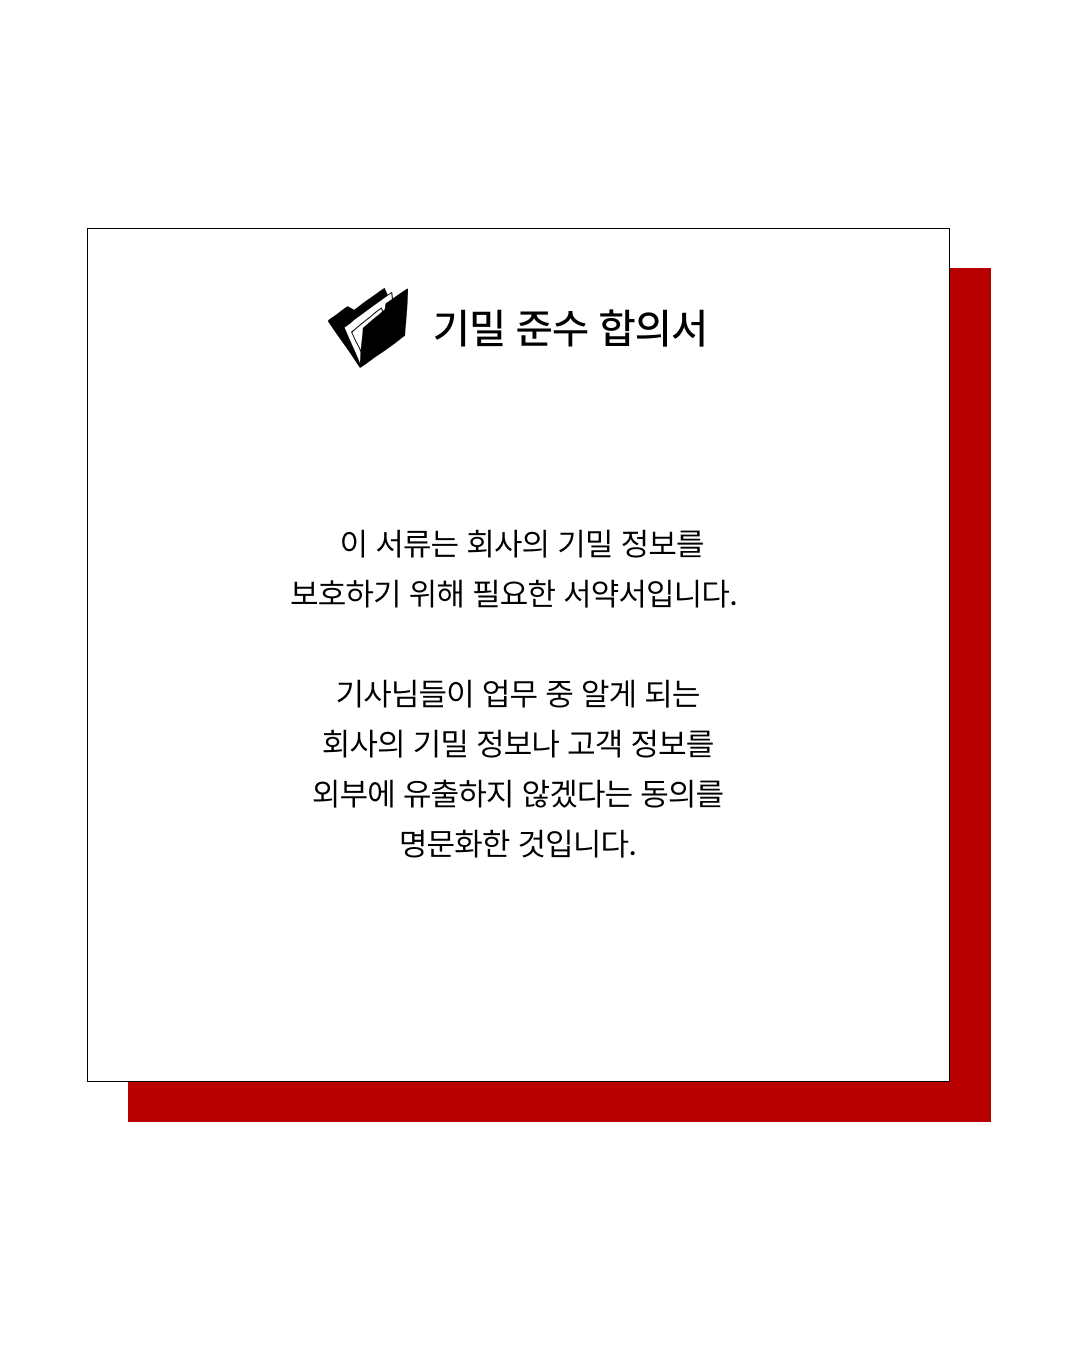 기밀 준수 합의서
이 서류는 회사의 기밀 정보를
보호하기 위해 필요한 서약서입니다.
기사님들이 업무 중 알게 되는
회사의 기밀 정보나 고객 정보를
외부에 유출하지 않겠다는 동의를
명문화한 것입니다.